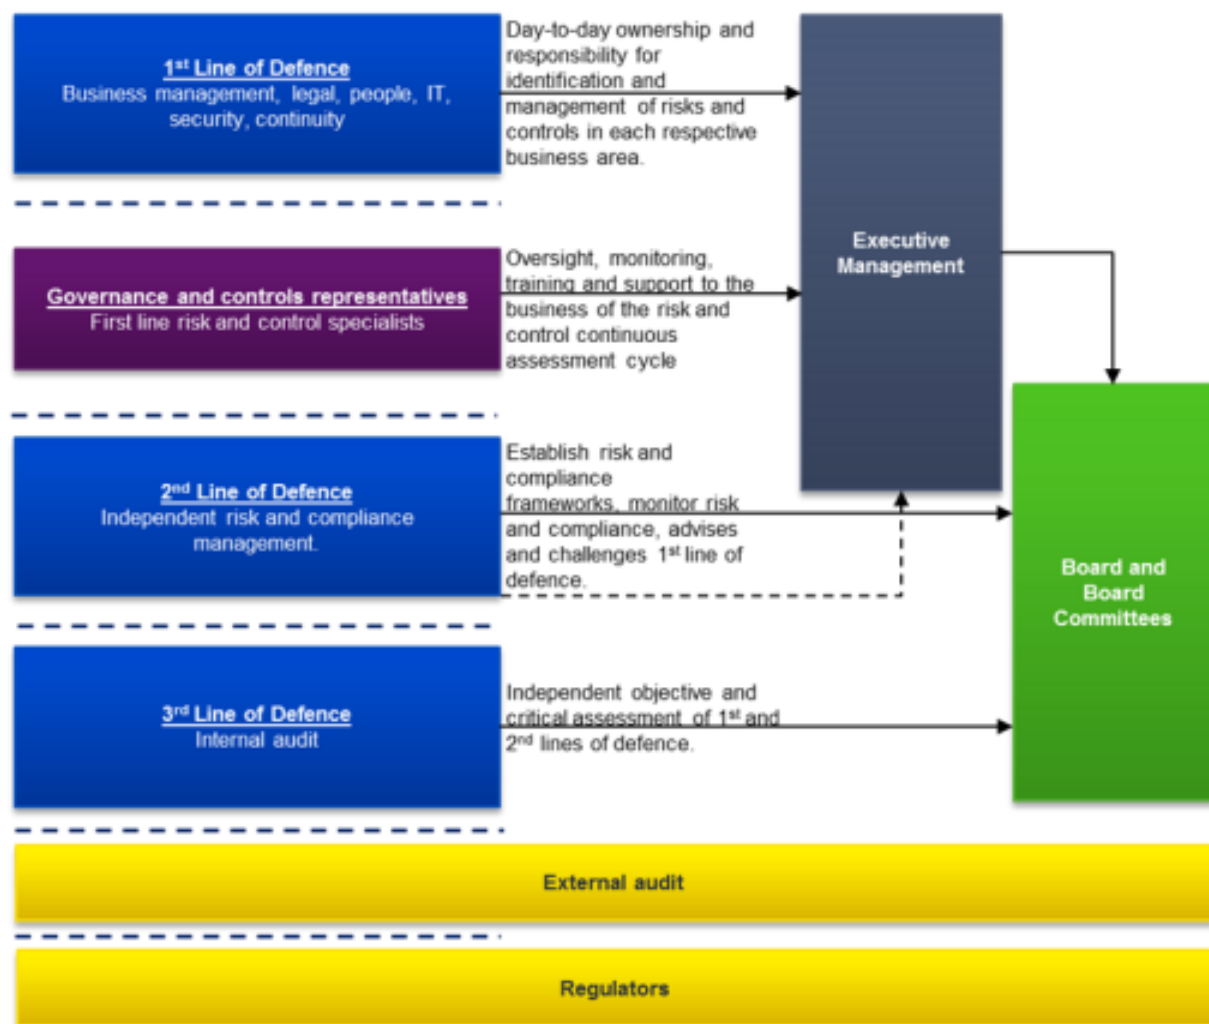 1st Line of Defence
Business management, legal, people, IT,
security, continuity
Day-to-day ownership and
responsibility for
identification and
management of risks and
controls in each respective
business area.
Executive
Management
Governance and controls representatives
First line risk and control specialists
Oversight, monitoring,
training and support to the
business of the risk and
control continuous
assessment cycle
2nd Line of Defence
Independent risk and compliance
management.
Establish risk and
compliance
frameworks, monitor risk
and compliance, advises
and challenges 1st line of
defence.
Board and
Board
Committees
3rd Line of Defence
Internal audit
Independent objective and
critical assessment of 1st and
2nd lines of defence.
External audit
Regulators